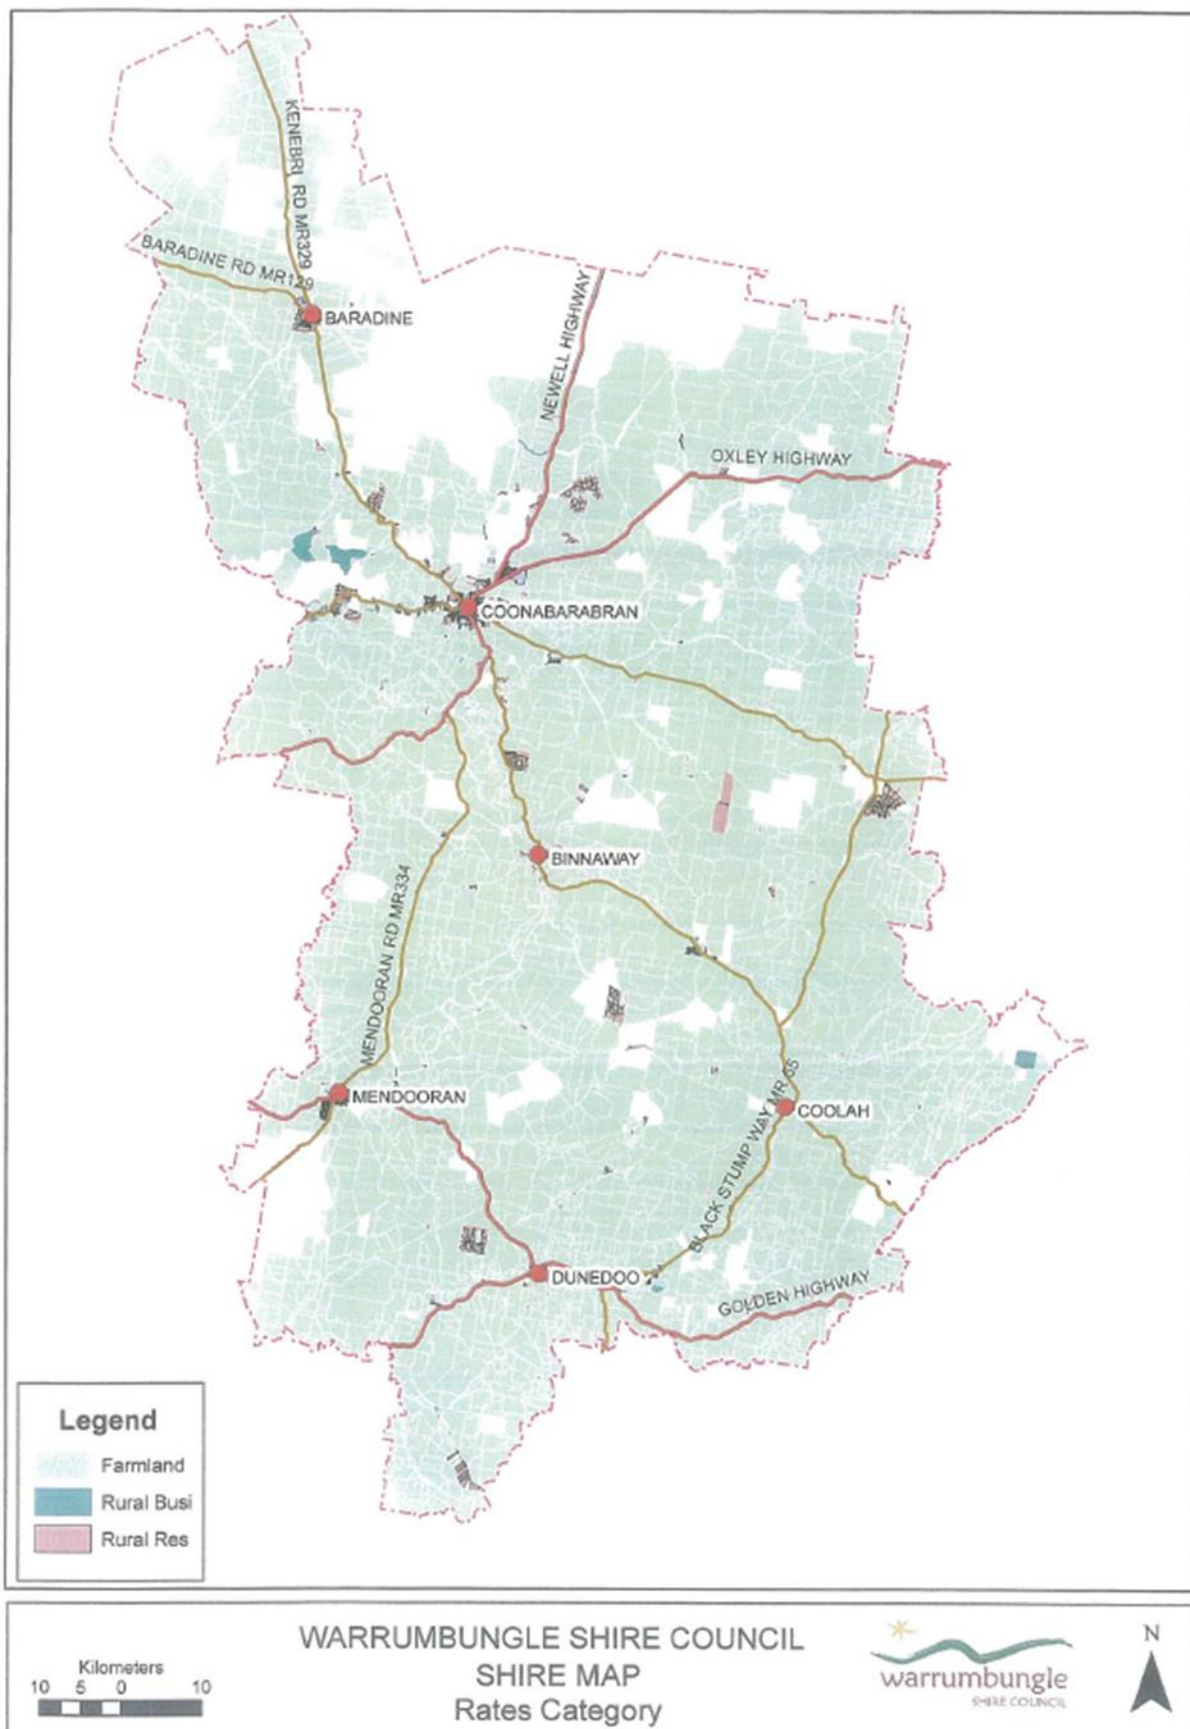 KENEBRI RD MR329
BARADINE RD MR129
BARADINE
NEWELL HIGHWAY
OXLEY HIGHWAY
COONABARABRAN
BINNAWAY
MENDOORAN RD MR334
MENDOORAN
COOLAH
BLACK STUMP WAY MR 55
DUNEDOO
GOLDEN HIGHWAY
Legend
Farmland
Rural Busi
Rural Res
Kilometers
10 5 0 10
WARRUMBUNGLE SHIRE COUNCIL
SHIRE MAP
Rates Category
warrumbungle
SHIRE COUNCIL
N